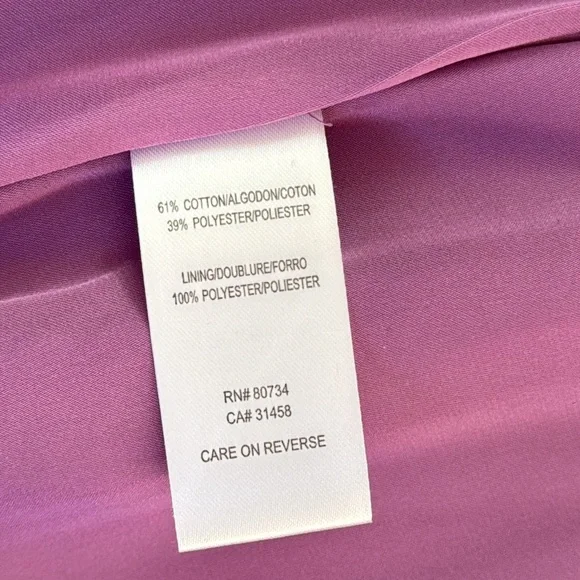 61% COTTON/ALGODON/COTON
39% POLYESTER/POLIESTER
LINING/DOUBLURE/FORRO
100% POLYESTER/POLIESTER
RN# 80734
CA# 31458
CARE ON REVERSE